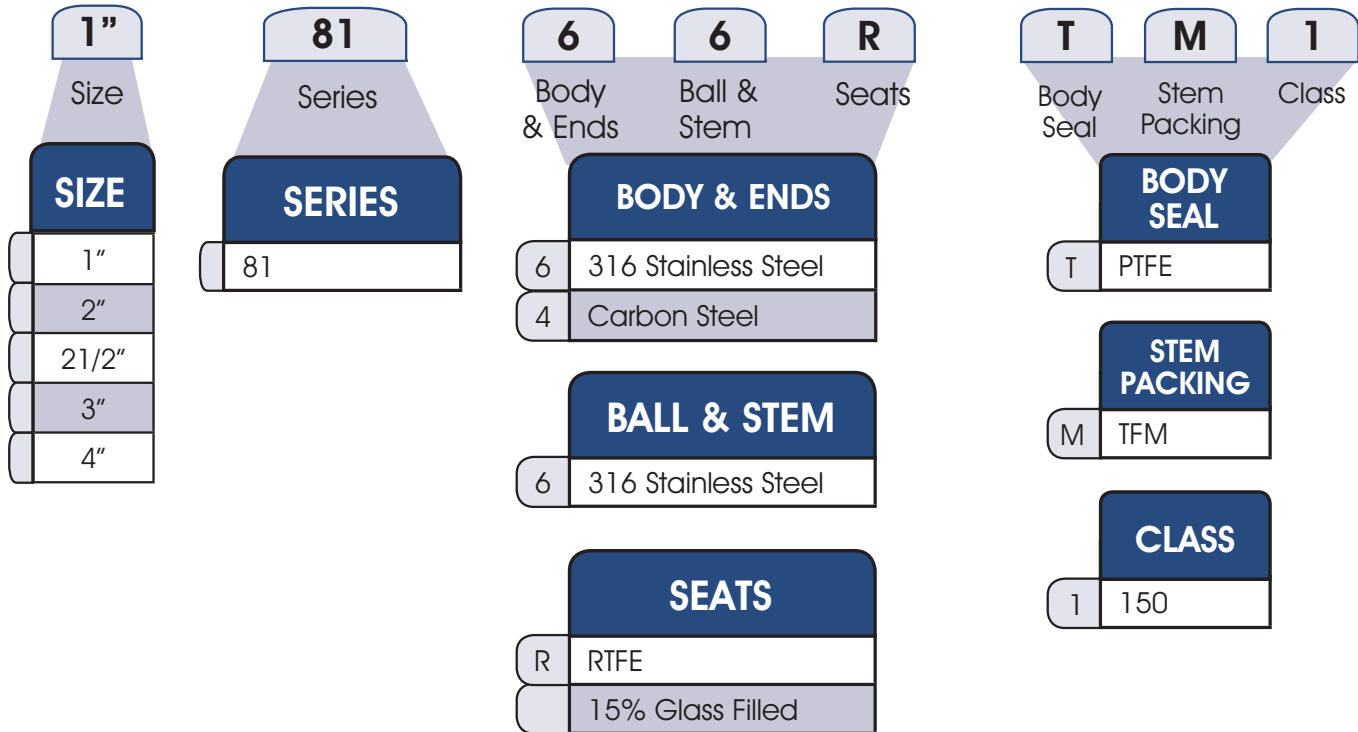 1” 81 6 6 R T M 1
Size Series Body & Ends Ball & Stem Seats Body Seal Stem Packing Class
SIZE
1”
2”
21/2”
3”
4”
SERIES
81
BODY & ENDS
6 316 Stainless Steel
4 Carbon Steel
BALL & STEM
6 316 Stainless Steel
SEATS
R RTFE
15% Glass Filled
BODY
SEAL
T PTFE
STEM
PACKING
M TFM
CLASS
1 150